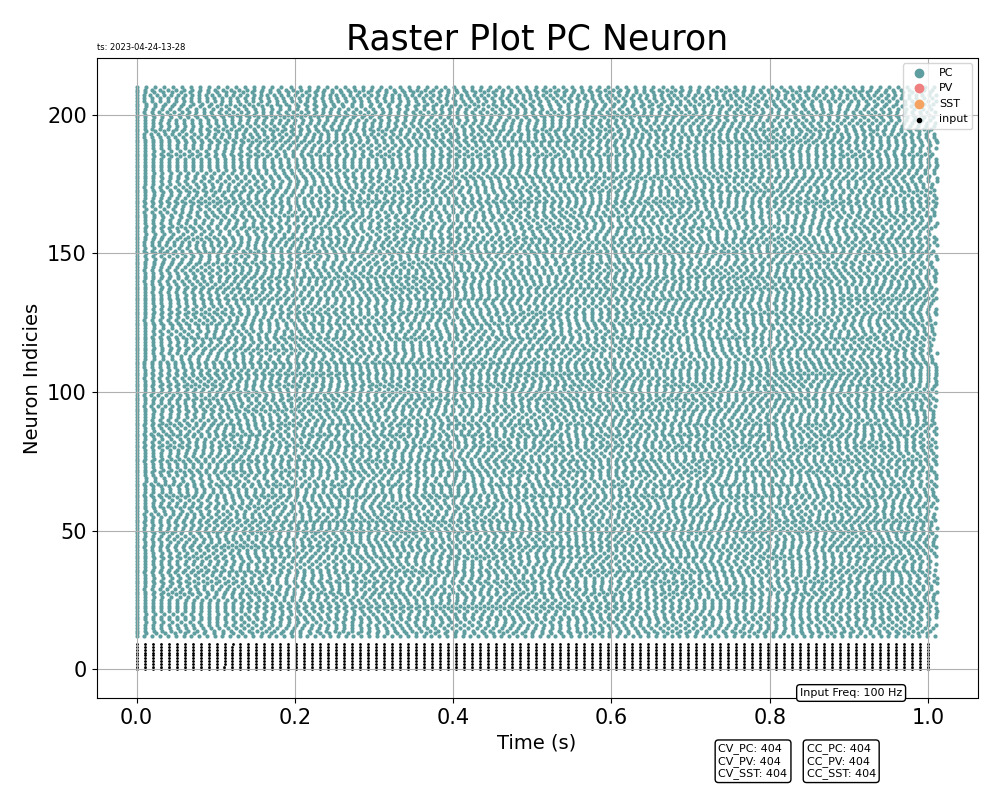 Raster Plot PC Neuron
ts: 2023-04-24-13-28
PC
PV
SST
input
200
150
100
50
0
Neuron Indicies
0.0 0.2 0.4 0.6 0.8 1.0
Time (s)
Input Freq: 100 Hz
CV_PC: 404
CV_PV: 404
CV_SST: 404
CC_PC: 404
CC_PV: 404
CC_SST: 404